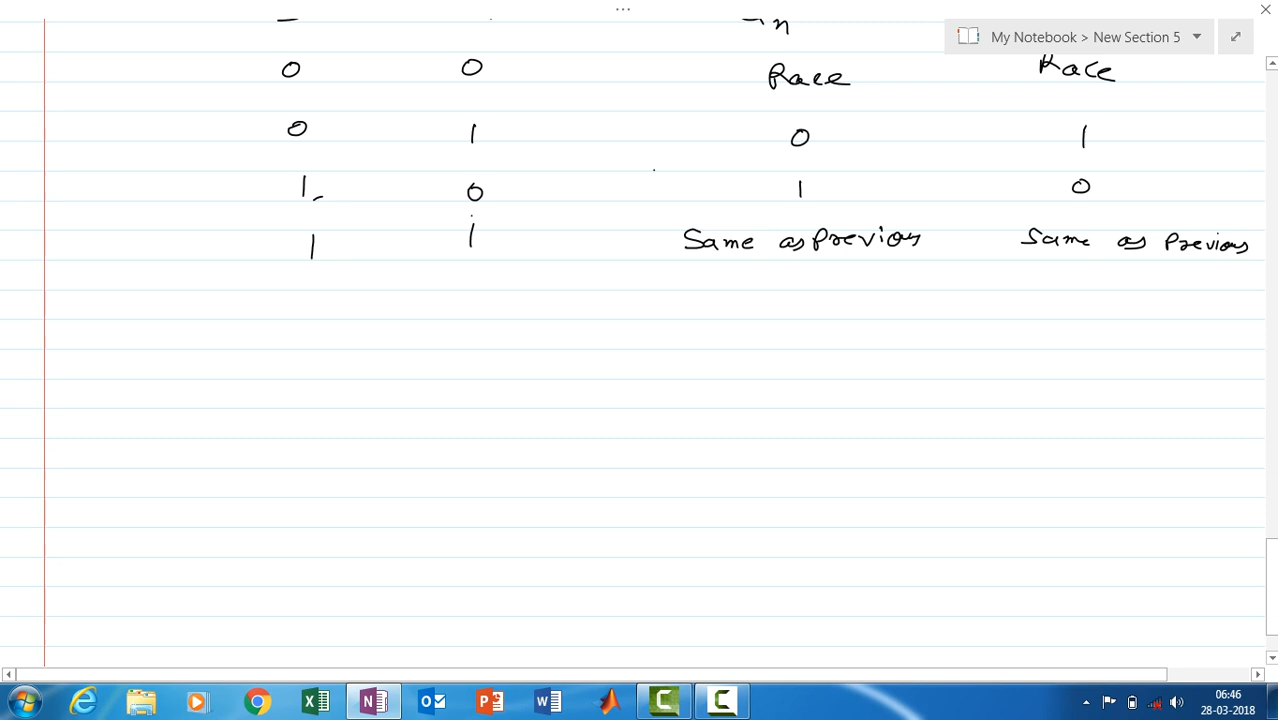 ...
My Notebook > New Section 5
0 0 Race Race
0 1 0 1
1 0 1 0
1 1 Same as Previous Same as Previous
06:46
28-03-2018